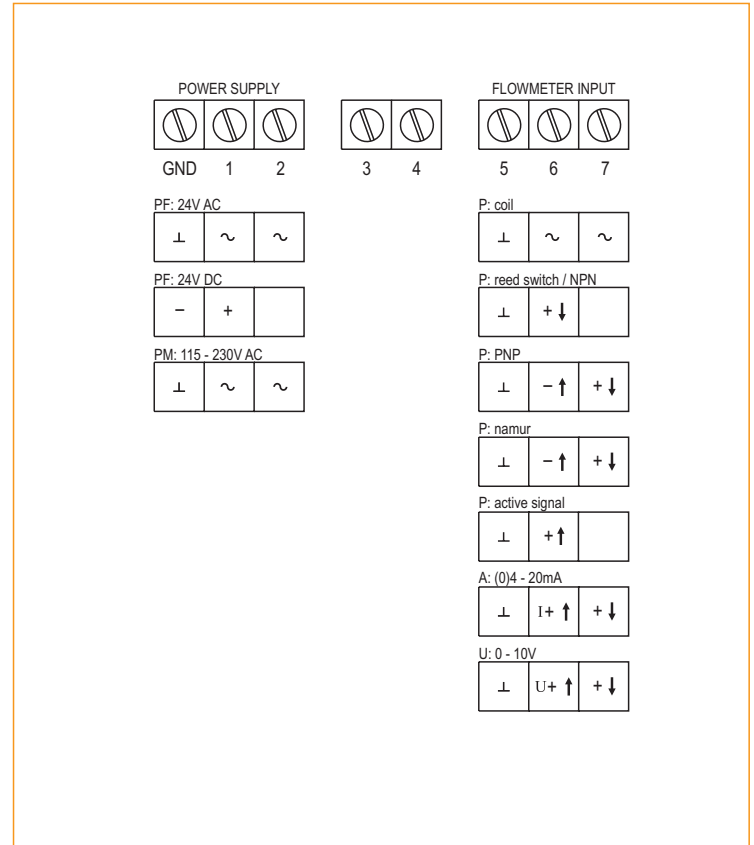 POWER SUPPLY FLOWMETER INPUT
GND 1 2 3 4 5 6 7
PF: 24V AC
⊥ ~ ~
PF: 24V DC
− +
PM: 115 - 230V AC
⊥ ~ ~
P: coil
⊥ ~ ~
P: reed switch / NPN
⊥ + ↓
P: PNP
⊥ − ↑ + ↓
P: namur
⊥ − ↑ + ↓
P: active signal
⊥ + ↑
A: (0)4 - 20mA
⊥ I+ ↑ + ↓
U: 0 - 10V
⊥ U+ ↑ + ↓